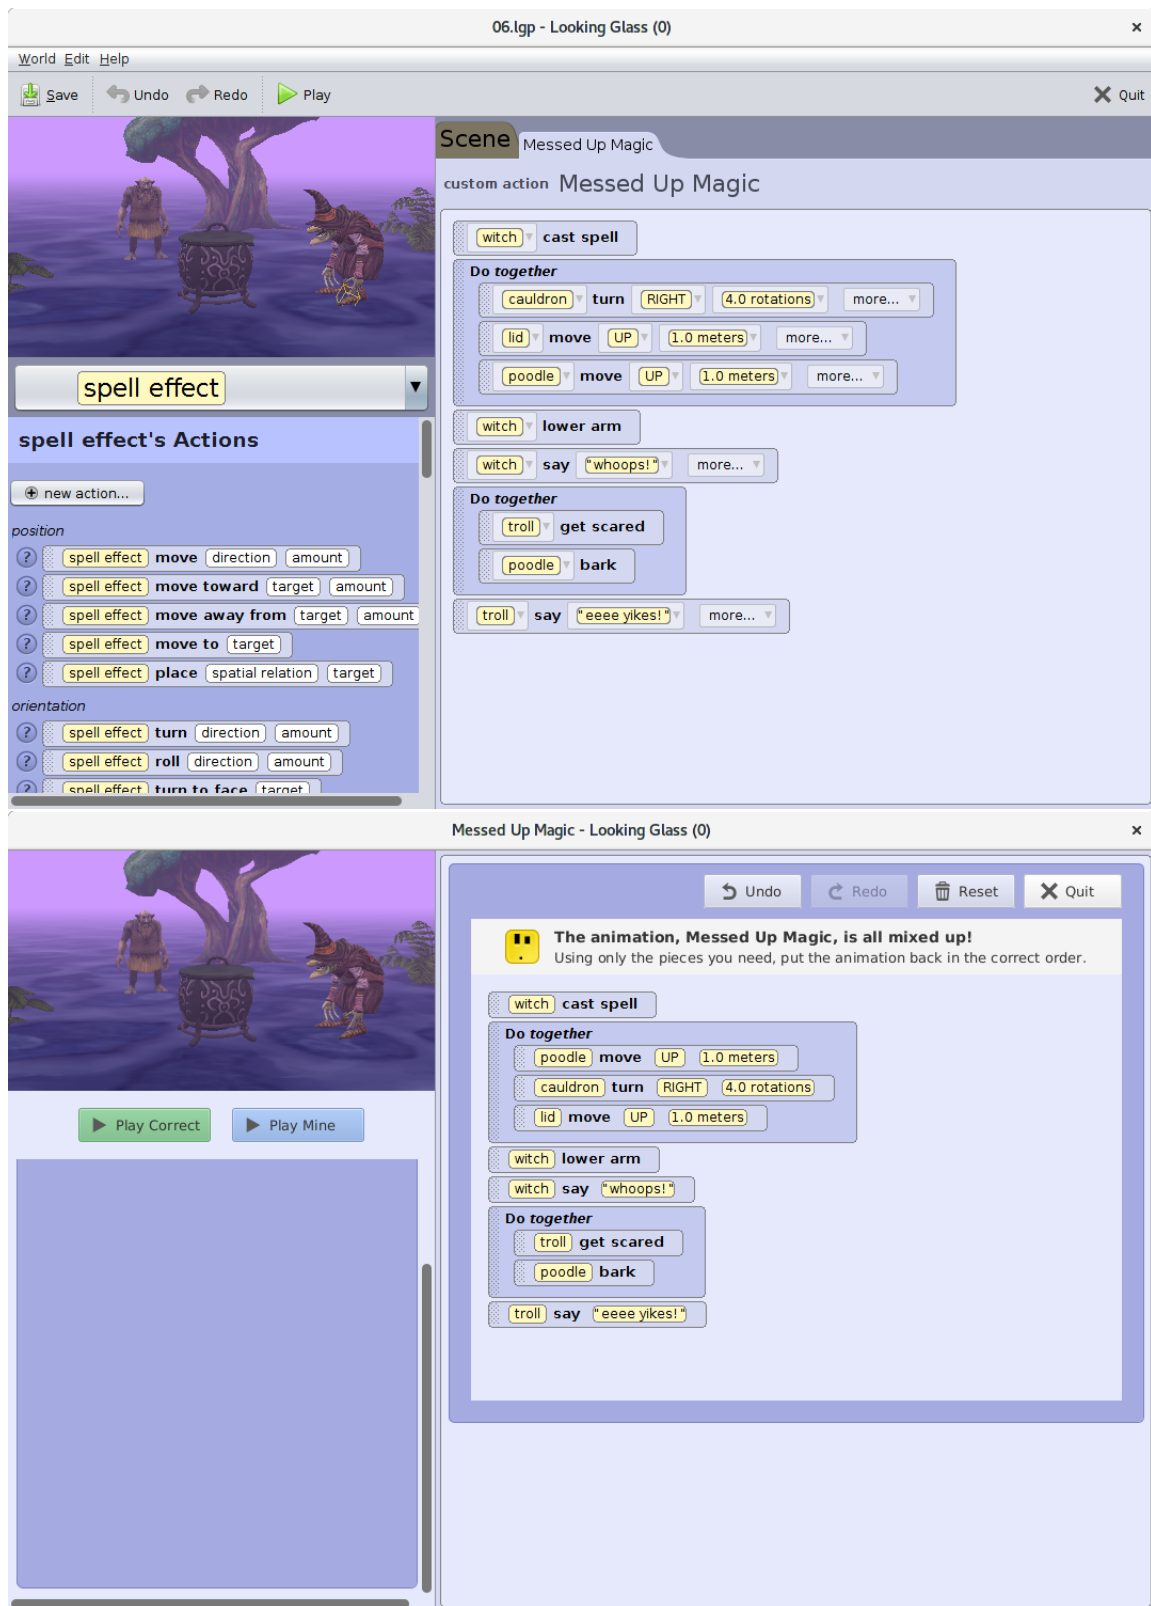 06.lgp - Looking Glass (0) ×
World Edit Help
Save Undo Redo Play Quit
Scene Messed Up Magic
custom action Messed Up Magic
witch cast spell
Do together
cauldron turn RIGHT 4.0 rotations more...
lid move UP 1.0 meters more...
poodle move UP 1.0 meters more...
witch lower arm
witch say "whoops!" more...
Do together
troll get scared
poodle bark
troll say "eeee yikes!" more...
spell effect
spell effect's Actions
new action...
position
? spell effect move direction amount
? spell effect move toward target amount
? spell effect move away from target amount
? spell effect move to target
? spell effect place spatial relation target
orientation
? spell effect turn direction amount
? spell effect roll direction amount
? spell effect turn to face target
Messed Up Magic - Looking Glass (0) ×
Undo Redo Reset Quit
The animation, Messed Up Magic, is all mixed up!
Using only the pieces you need, put the animation back in the correct order.
witch cast spell
Do together
poodle move UP 1.0 meters
cauldron turn RIGHT 4.0 rotations
lid move UP 1.0 meters
witch lower arm
witch say "whoops!"
Do together
troll get scared
poodle bark
troll say "eeee yikes!"
Play Correct Play Mine